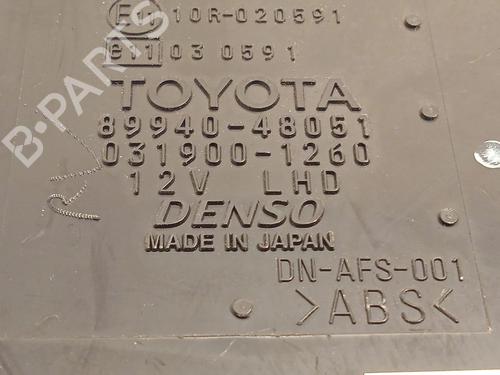 E11 10R-020591
e11 03 0591
TOYOTA
89940-48051
031900-1260
12V LHD
DENSO
MADE IN JAPAN
DN-AFS-001
>ABS<
B-PARTS